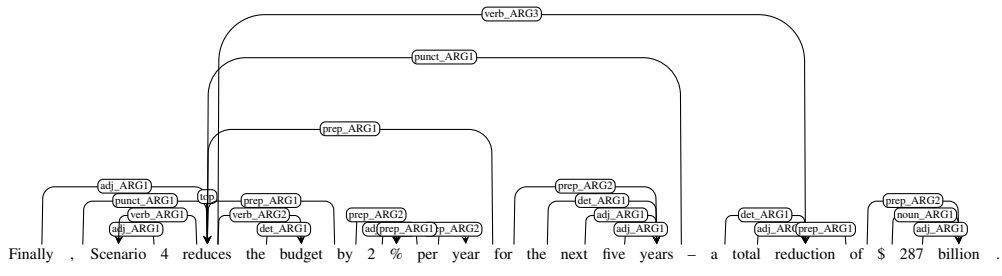 verb_ARG3
punct_ARG1
prep_ARG1
adj_ARG1 top prep_ARG2
punct_ARG1 prep_ARG1 det_ARG1 prep_ARG2
verb_ARG1 verb_ARG2 prep_ARG2 adj_ARG1 det_ARG1 noun_ARG1
adj_ARG1 det_ARG1 prep_ARG1 adj_ARG1 prep_ARG1 adj_ARG1
Finally , Scenario 4 reduces the budget by 2 % per year for the next five years – a total reduction of $ 287 billion .